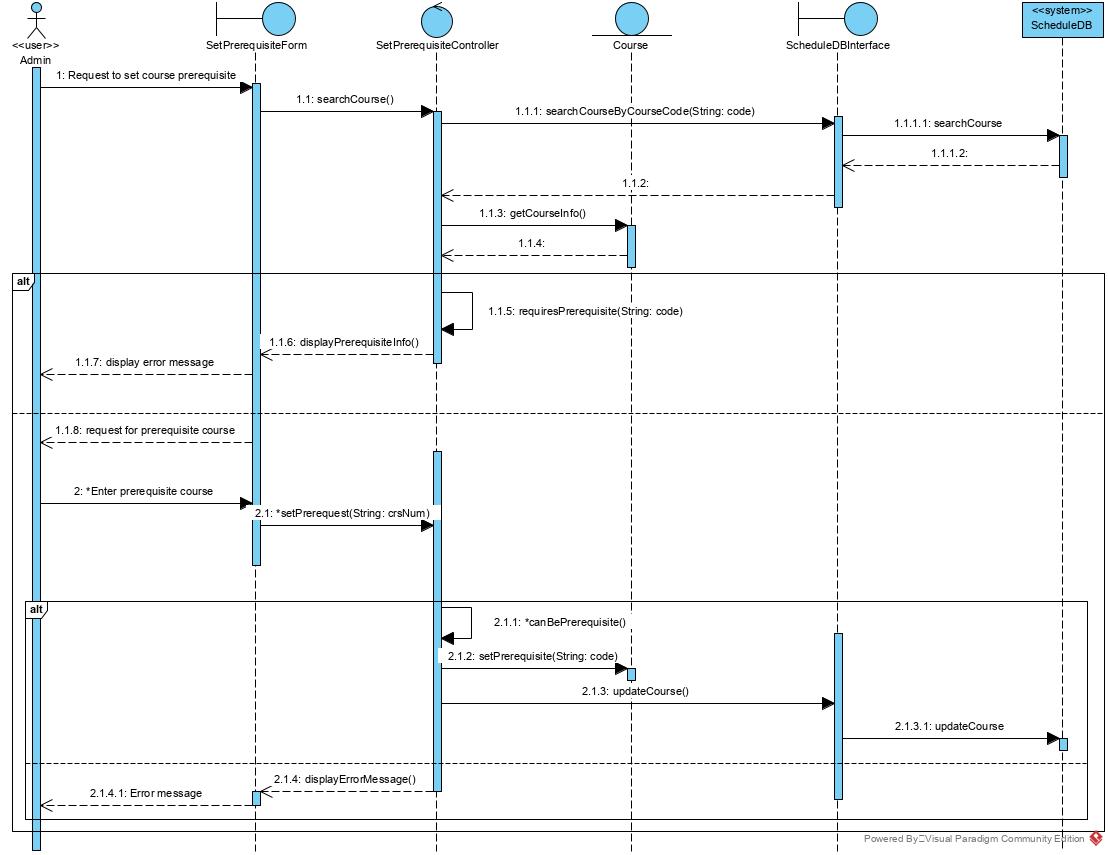 <<system>>
ScheduleDB
<<user>>
Admin
SetPrerequisiteForm
SetPrerequisiteController
Course
ScheduleDBInterface
1: Request to set course prerequisite
1.1: searchCourse()
1.1.1: searchCourseByCourseCode(String: code)
1.1.1.1: searchCourse
1.1.1.2:
1.1.2:
1.1.3: getCourseInfo()
1.1.4:
alt
1.1.5: requiresPrerequisite(String: code)
1.1.6: displayPrerequisiteInfo()
1.1.7: display error message
1.1.8: request for prerequisite course
2: *Enter prerequisite course
2.1: *setPrerequest(String: crsNum)
alt
2.1.1: *canBePrerequisite()
2.1.2: setPrerequisite(String: code)
2.1.3: updateCourse()
2.1.3.1: updateCourse
2.1.4: displayErrorMessage()
2.1.4.1: Error message
Powered By Visual Paradigm Community Edition